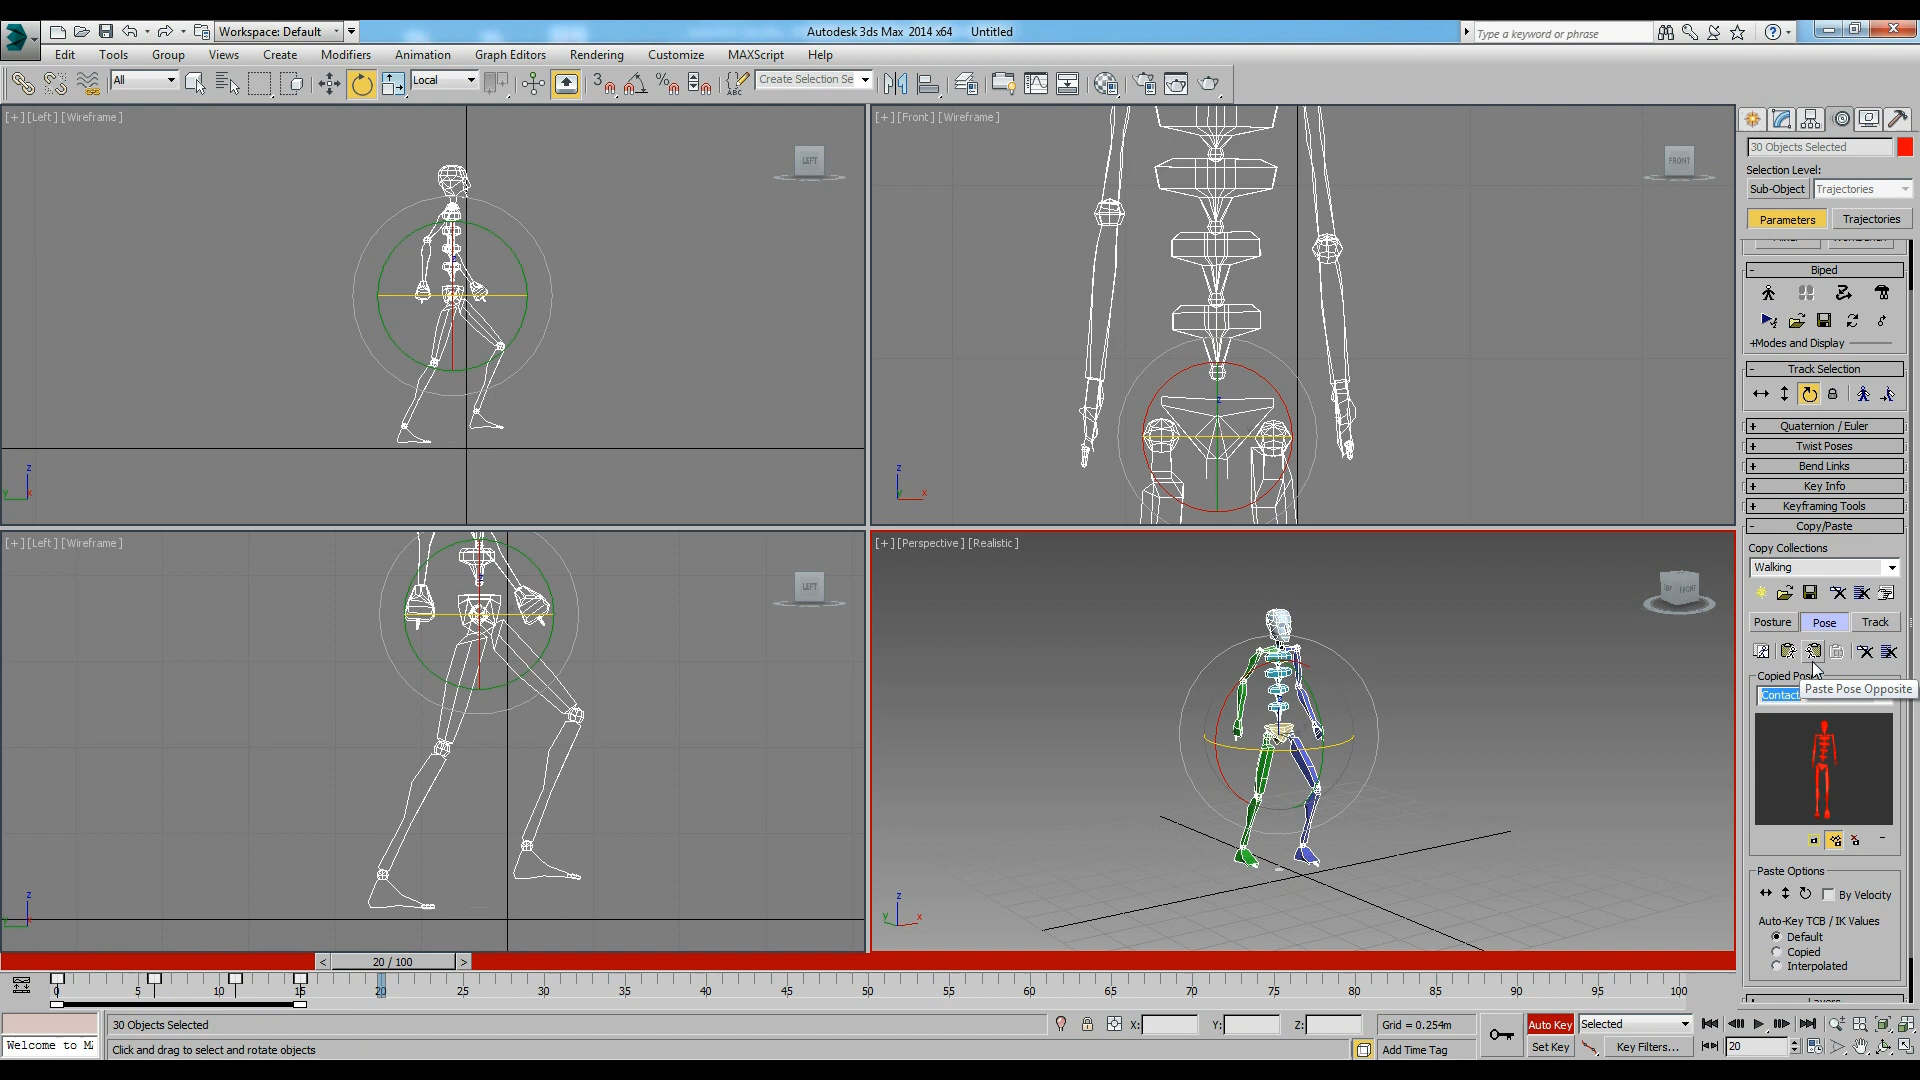 Workspace: Default
Autodesk 3ds Max 2014 x64 Untitled
Type a keyword or phrase
Edit Tools Group Views Create Modifiers Animation Graph Editors Rendering Customize MAXScript Help
All
Local
Create Selection Se
[+] [Left] [Wireframe]
LEFT
[+] [Front] [Wireframe]
FRONT
30 Objects Selected
Selection Level:
Sub-Object Trajectories
Parameters Trajectories
- Biped
+Modes and Display
- Track Selection
+ Quaternion / Euler
+ Twist Poses
+ Bend Links
+ Key Info
+ Keyframing Tools
- Copy/Paste
Copy Collections
Walking
Posture Pose Track
Copied Pos
Paste Pose Opposite
Contact
Paste Options
By Velocity
Auto-Key TCB / IK Values
Default
Copied
Interpolated
z
y x
z
x
[+] [Left] [Wireframe]
LEFT
[+] [Perspective] [Realistic]
FRONT
z
y
z
y x
< 20 / 100 >
0 5 10 15 20 25 30 35 40 45 50 55 60 65 70 75 80 85 90 95 100
30 Objects Selected
X: Y: Z: Grid = 0.254m
Auto Key Selected
Welcome to
Click and drag to select and rotate objects
Add Time Tag
Set Key Key Filters... 20